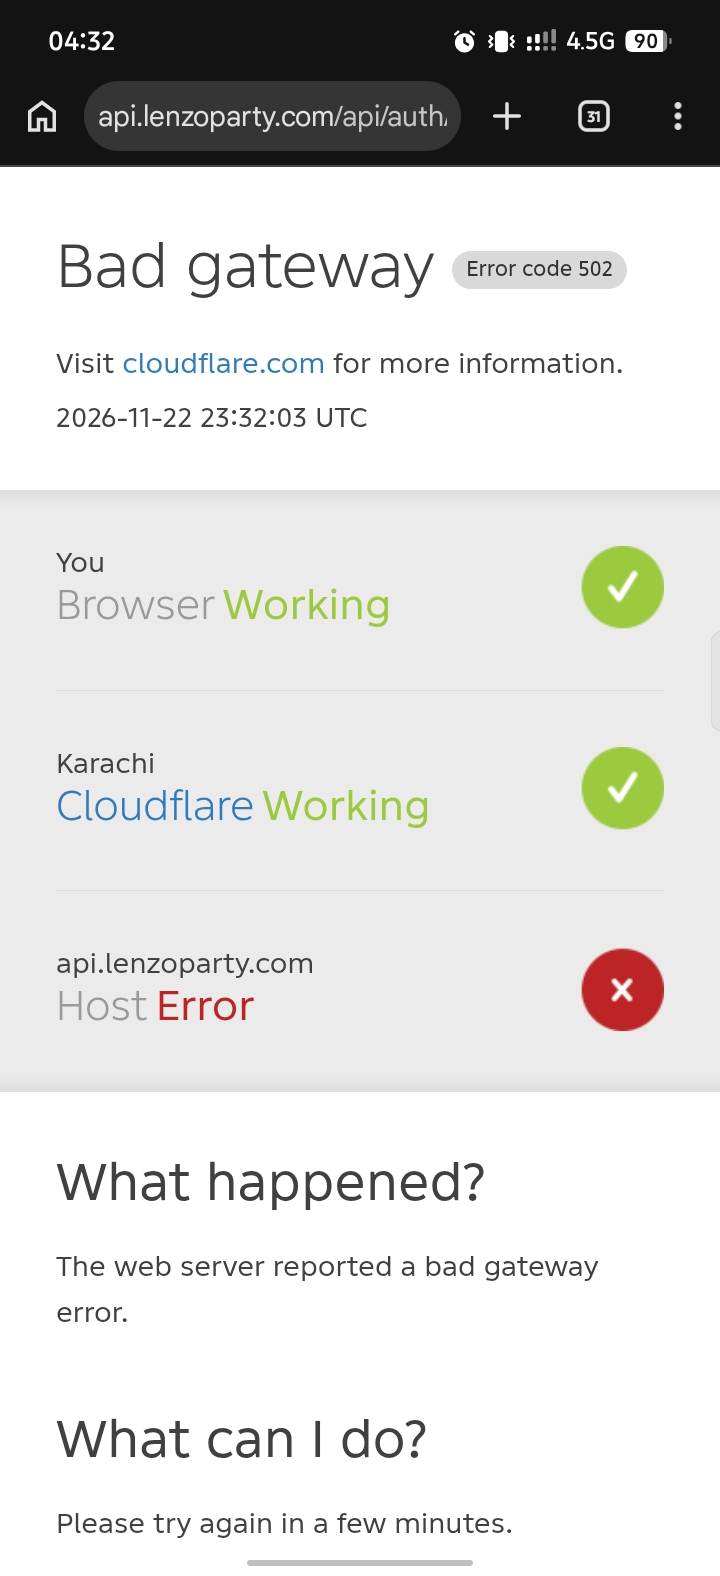 04:32
4.5G 90
api.lenzoparty.com/api/auth/
31
Bad gateway Error code 502
Visit cloudflare.com for more information.
2026-11-22 23:32:03 UTC
You
Browser Working
Karachi
Cloudflare Working
api.lenzoparty.com
Host Error
What happened?
The web server reported a bad gateway
error.
What can I do?
Please try again in a few minutes.